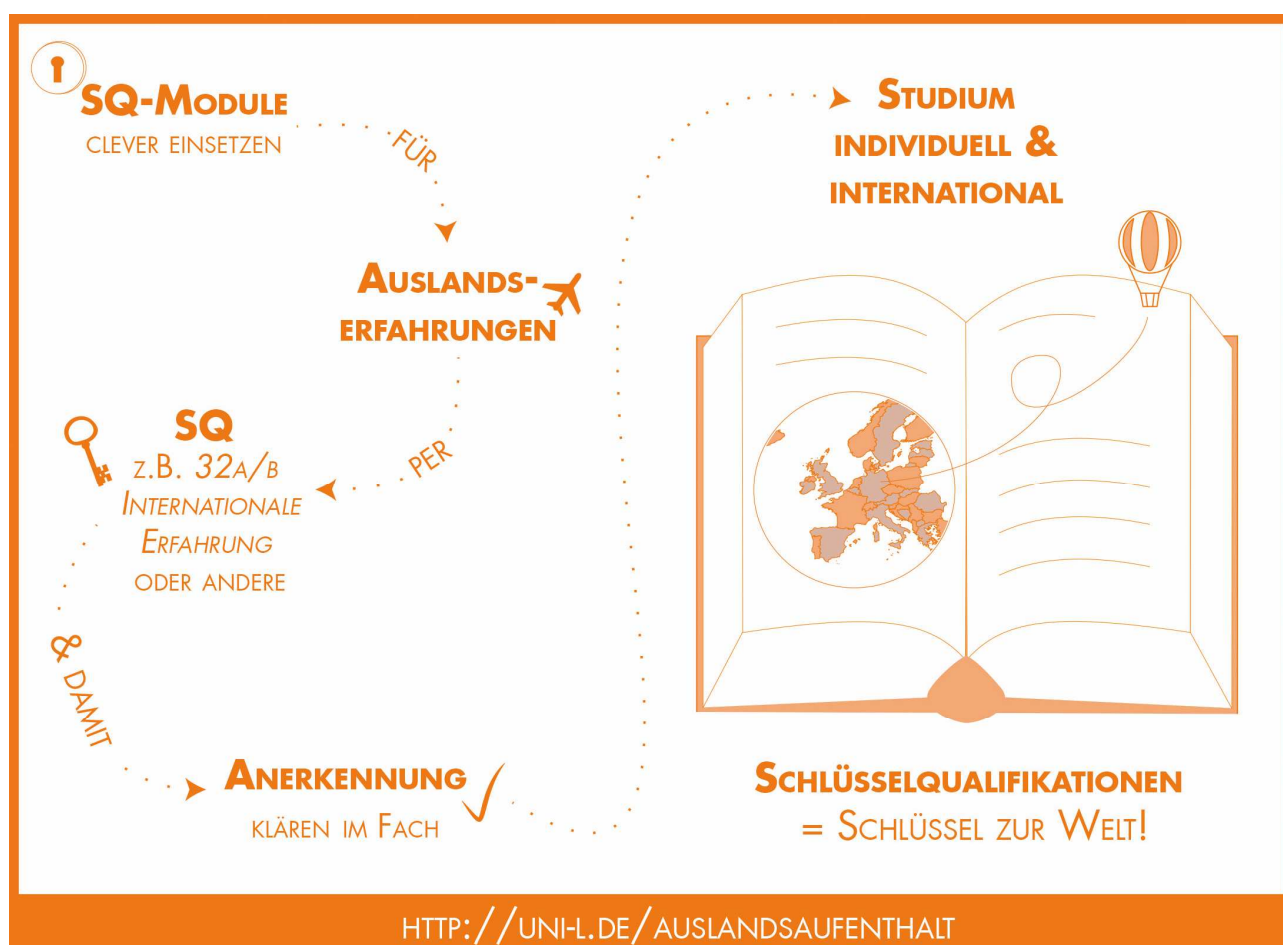 SQ-MODULE
CLEVER EINSETZEN
FÜR
AUSLANDS-
ERFAHRUNGEN
PER
SQ
Z.B. 32A/B
INTERNATIONALE
ERFAHRUNG
ODER ANDERE
& DAMIT
ANERKENNUNG
KLÄREN IM FACH
STUDIUM
INDIVIDUELL &
INTERNATIONAL
SCHLÜSSELQUALIFIKATIONEN
= SCHLÜSSEL ZUR WELT!
HTTP://UNI-L.DE/AUSLANDSAUFENTHALT